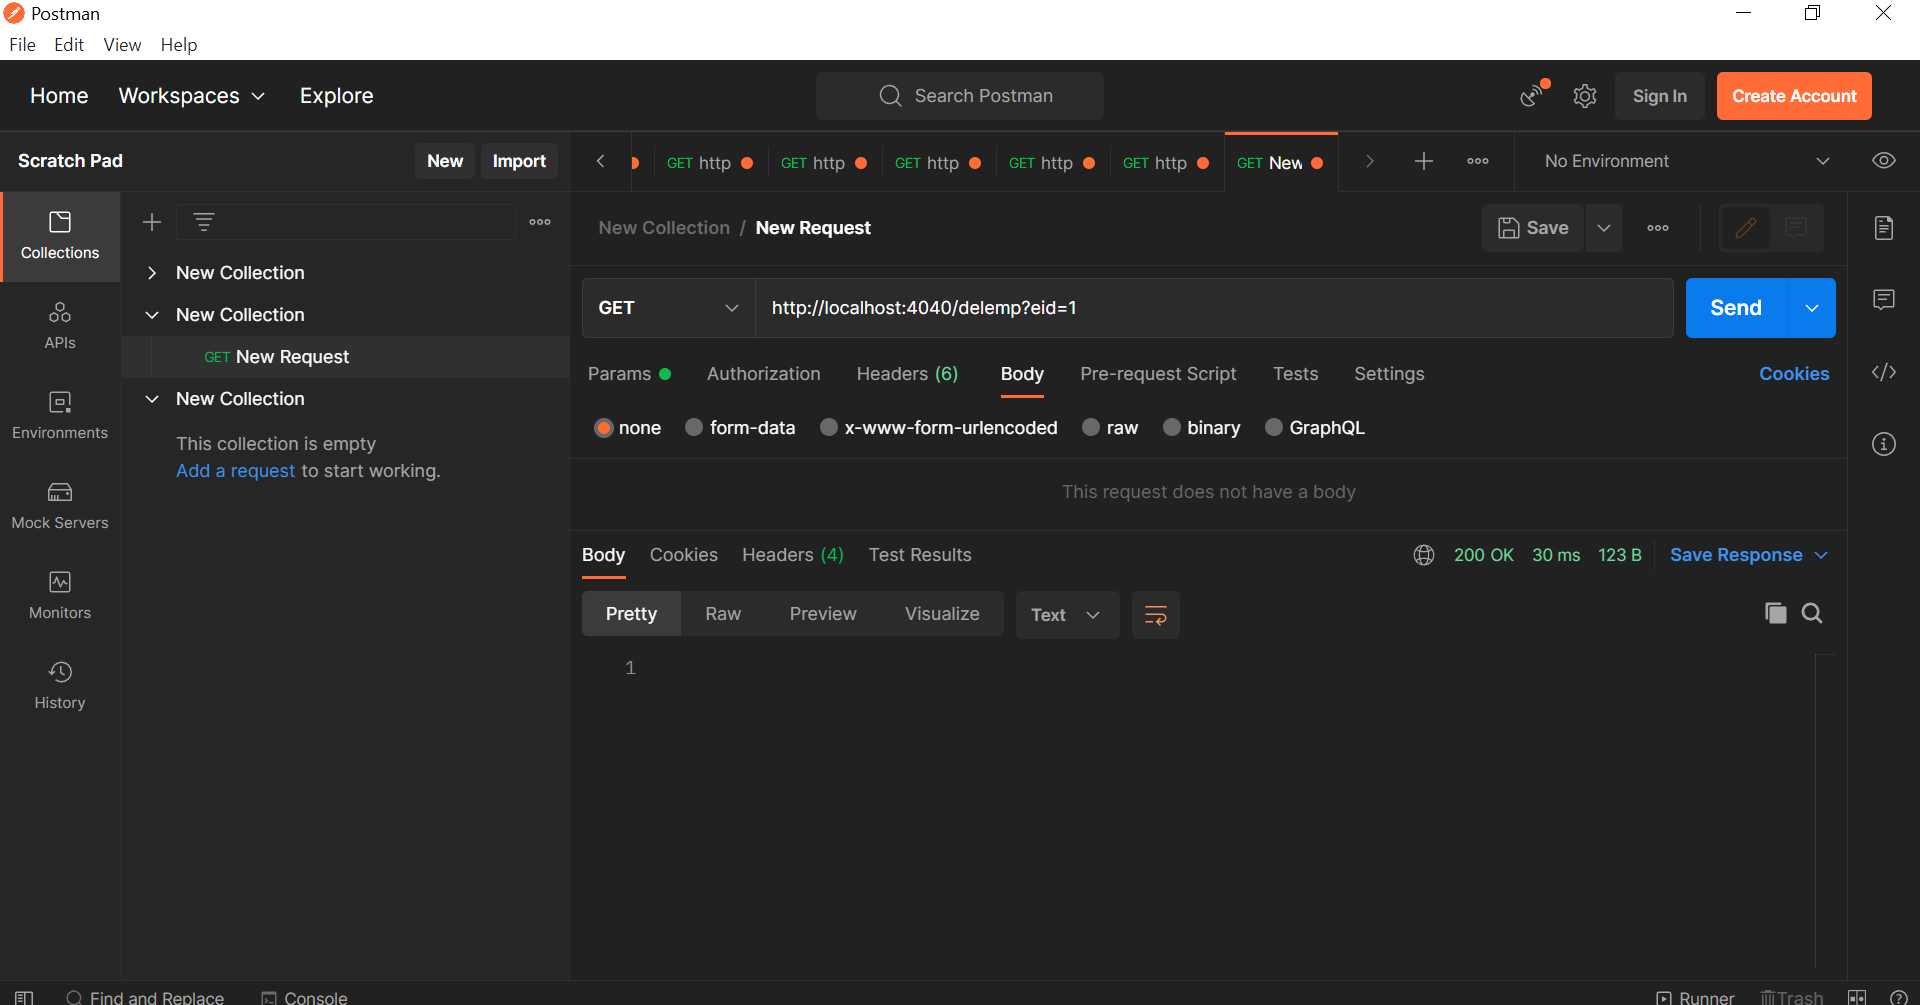 Postman
File Edit View Help
Home Workspaces Explore
Search Postman
Sign In
Create Account
Scratch Pad
New
Import
GET http
GET http
GET http
GET http
GET http
GET New
No Environment
Collections
APIs
Environments
Mock Servers
Monitors
History
New Collection
New Collection
GET New Request
New Collection
This collection is empty
Add a request to start working.
New Collection / New Request
Save
GET
http://localhost:4040/delemp?eid=1
Send
Params Authorization Headers (6) Body Pre-request Script Tests Settings
Cookies
none form-data x-www-form-urlencoded raw binary GraphQL
This request does not have a body
Body Cookies Headers (4) Test Results
200 OK 30 ms 123 B Save Response
Pretty Raw Preview Visualize Text
1
Find and Replace Console
Runner Trash